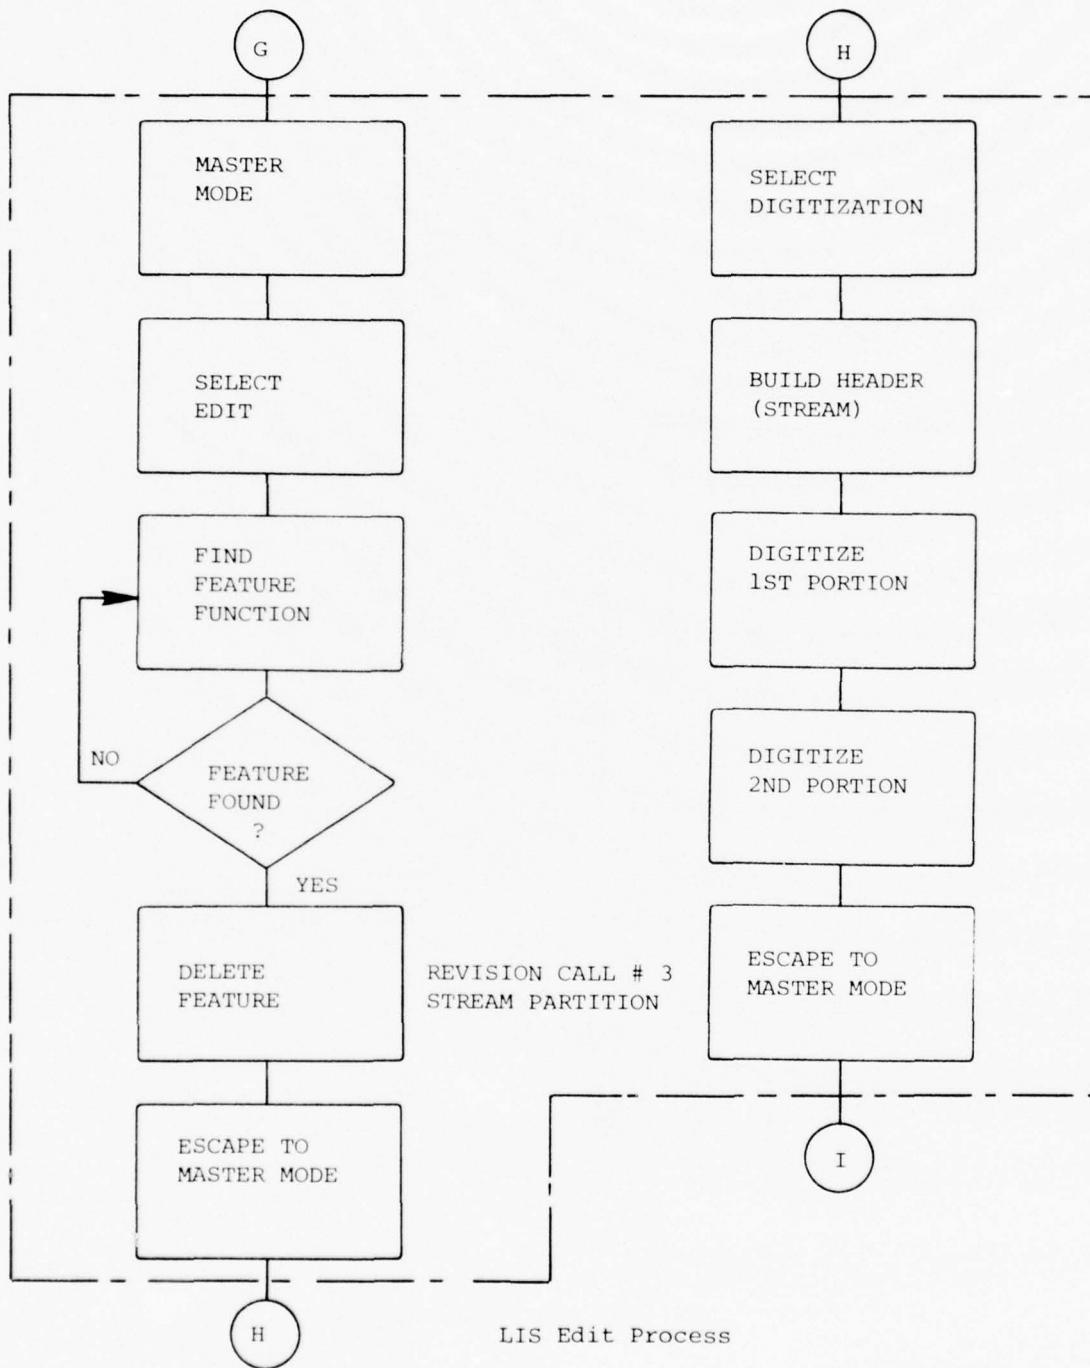 G
MASTER
MODE
SELECT
EDIT
FIND
FEATURE
FUNCTION
NO
FEATURE
FOUND
?
YES
DELETE
FEATURE
REVISION CALL # 3
STREAM PARTITION
ESCAPE TO
MASTER MODE
H
H
SELECT
DIGITIZATION
BUILD HEADER
(STREAM)
DIGITIZE
1ST PORTION
DIGITIZE
2ND PORTION
ESCAPE TO
MASTER MODE
I
LIS Edit Process